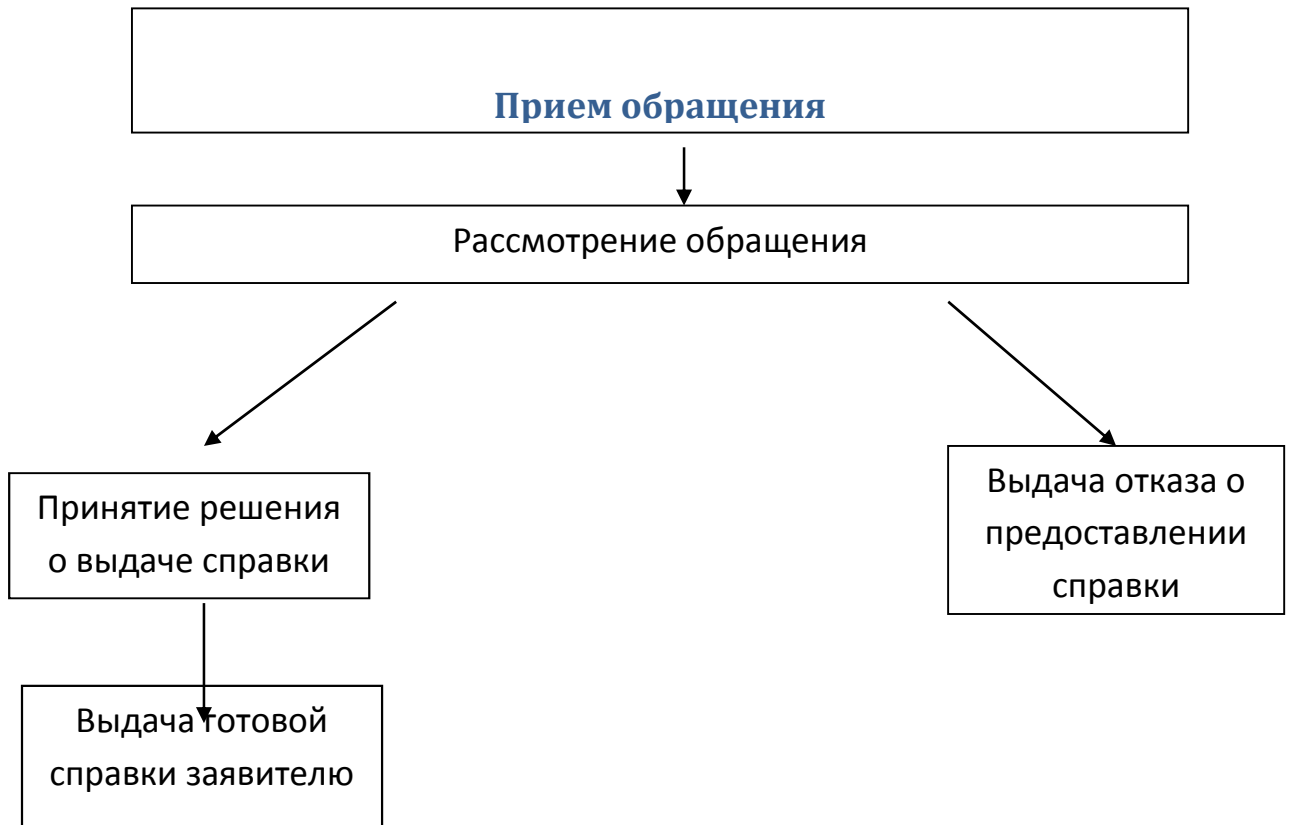 Прием обращения
Рассмотрение обращения
Принятие решения
о выдаче справки
Выдача отказа о
предоставлении
справки
Выдача готовой
справки заявителю